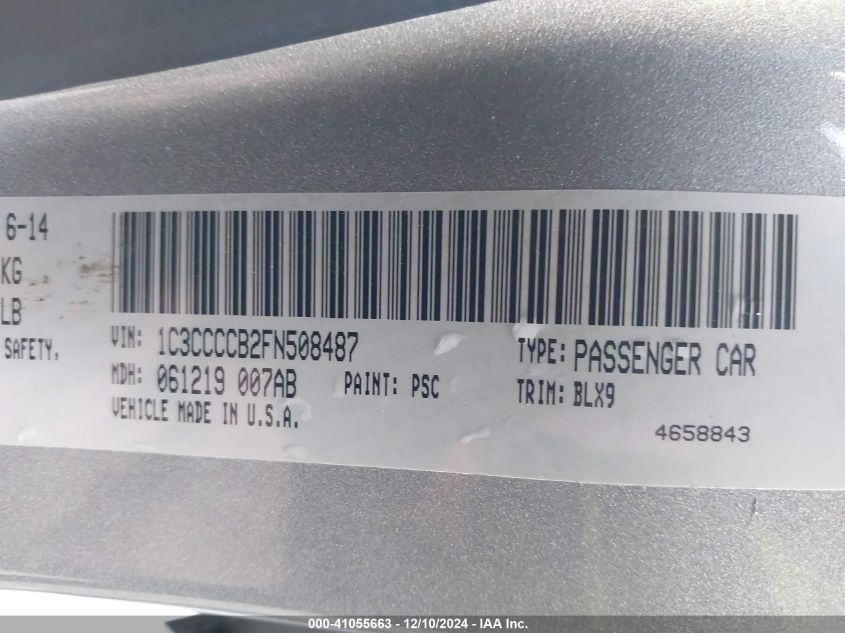 6-14
KG
LB
SAFETY,
VIN: 1C3CCCCB2FN508487
TYPE: PASSENGER CAR
MDH: 061219 007AB
PAINT: PSC
TRIM: BLX9
VEHICLE MADE IN U.S.A.
4658843
000-41055663 - 12/10/2024 - IAA Inc.